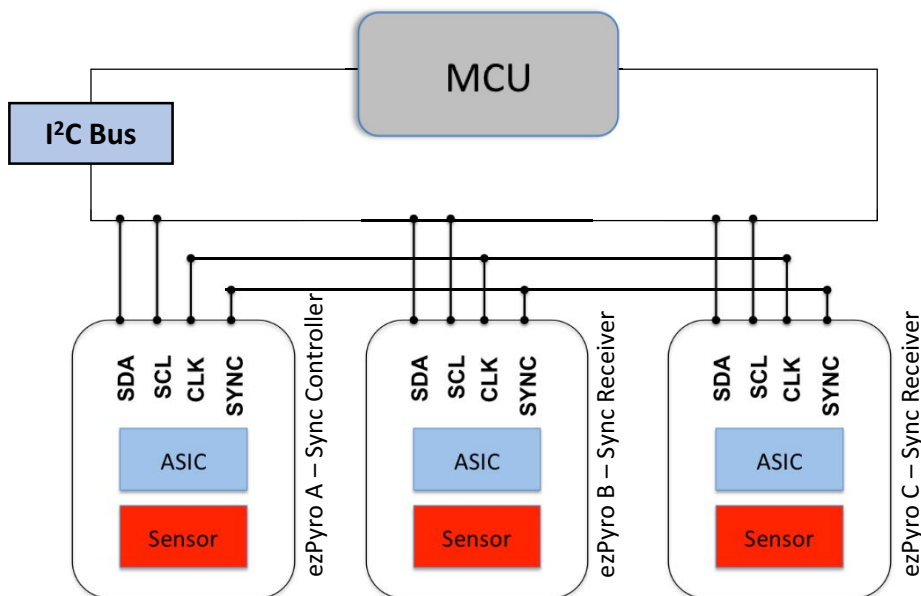 MCU
I²C Bus
SDA
SCL
CLK
SYNC
ASIC
Sensor
ezPyro A – Sync Controller
SDA
SCL
CLK
SYNC
ASIC
Sensor
ezPyro B – Sync Receiver
SDA
SCL
CLK
SYNC
ASIC
Sensor
ezPyro C – Sync Receiver